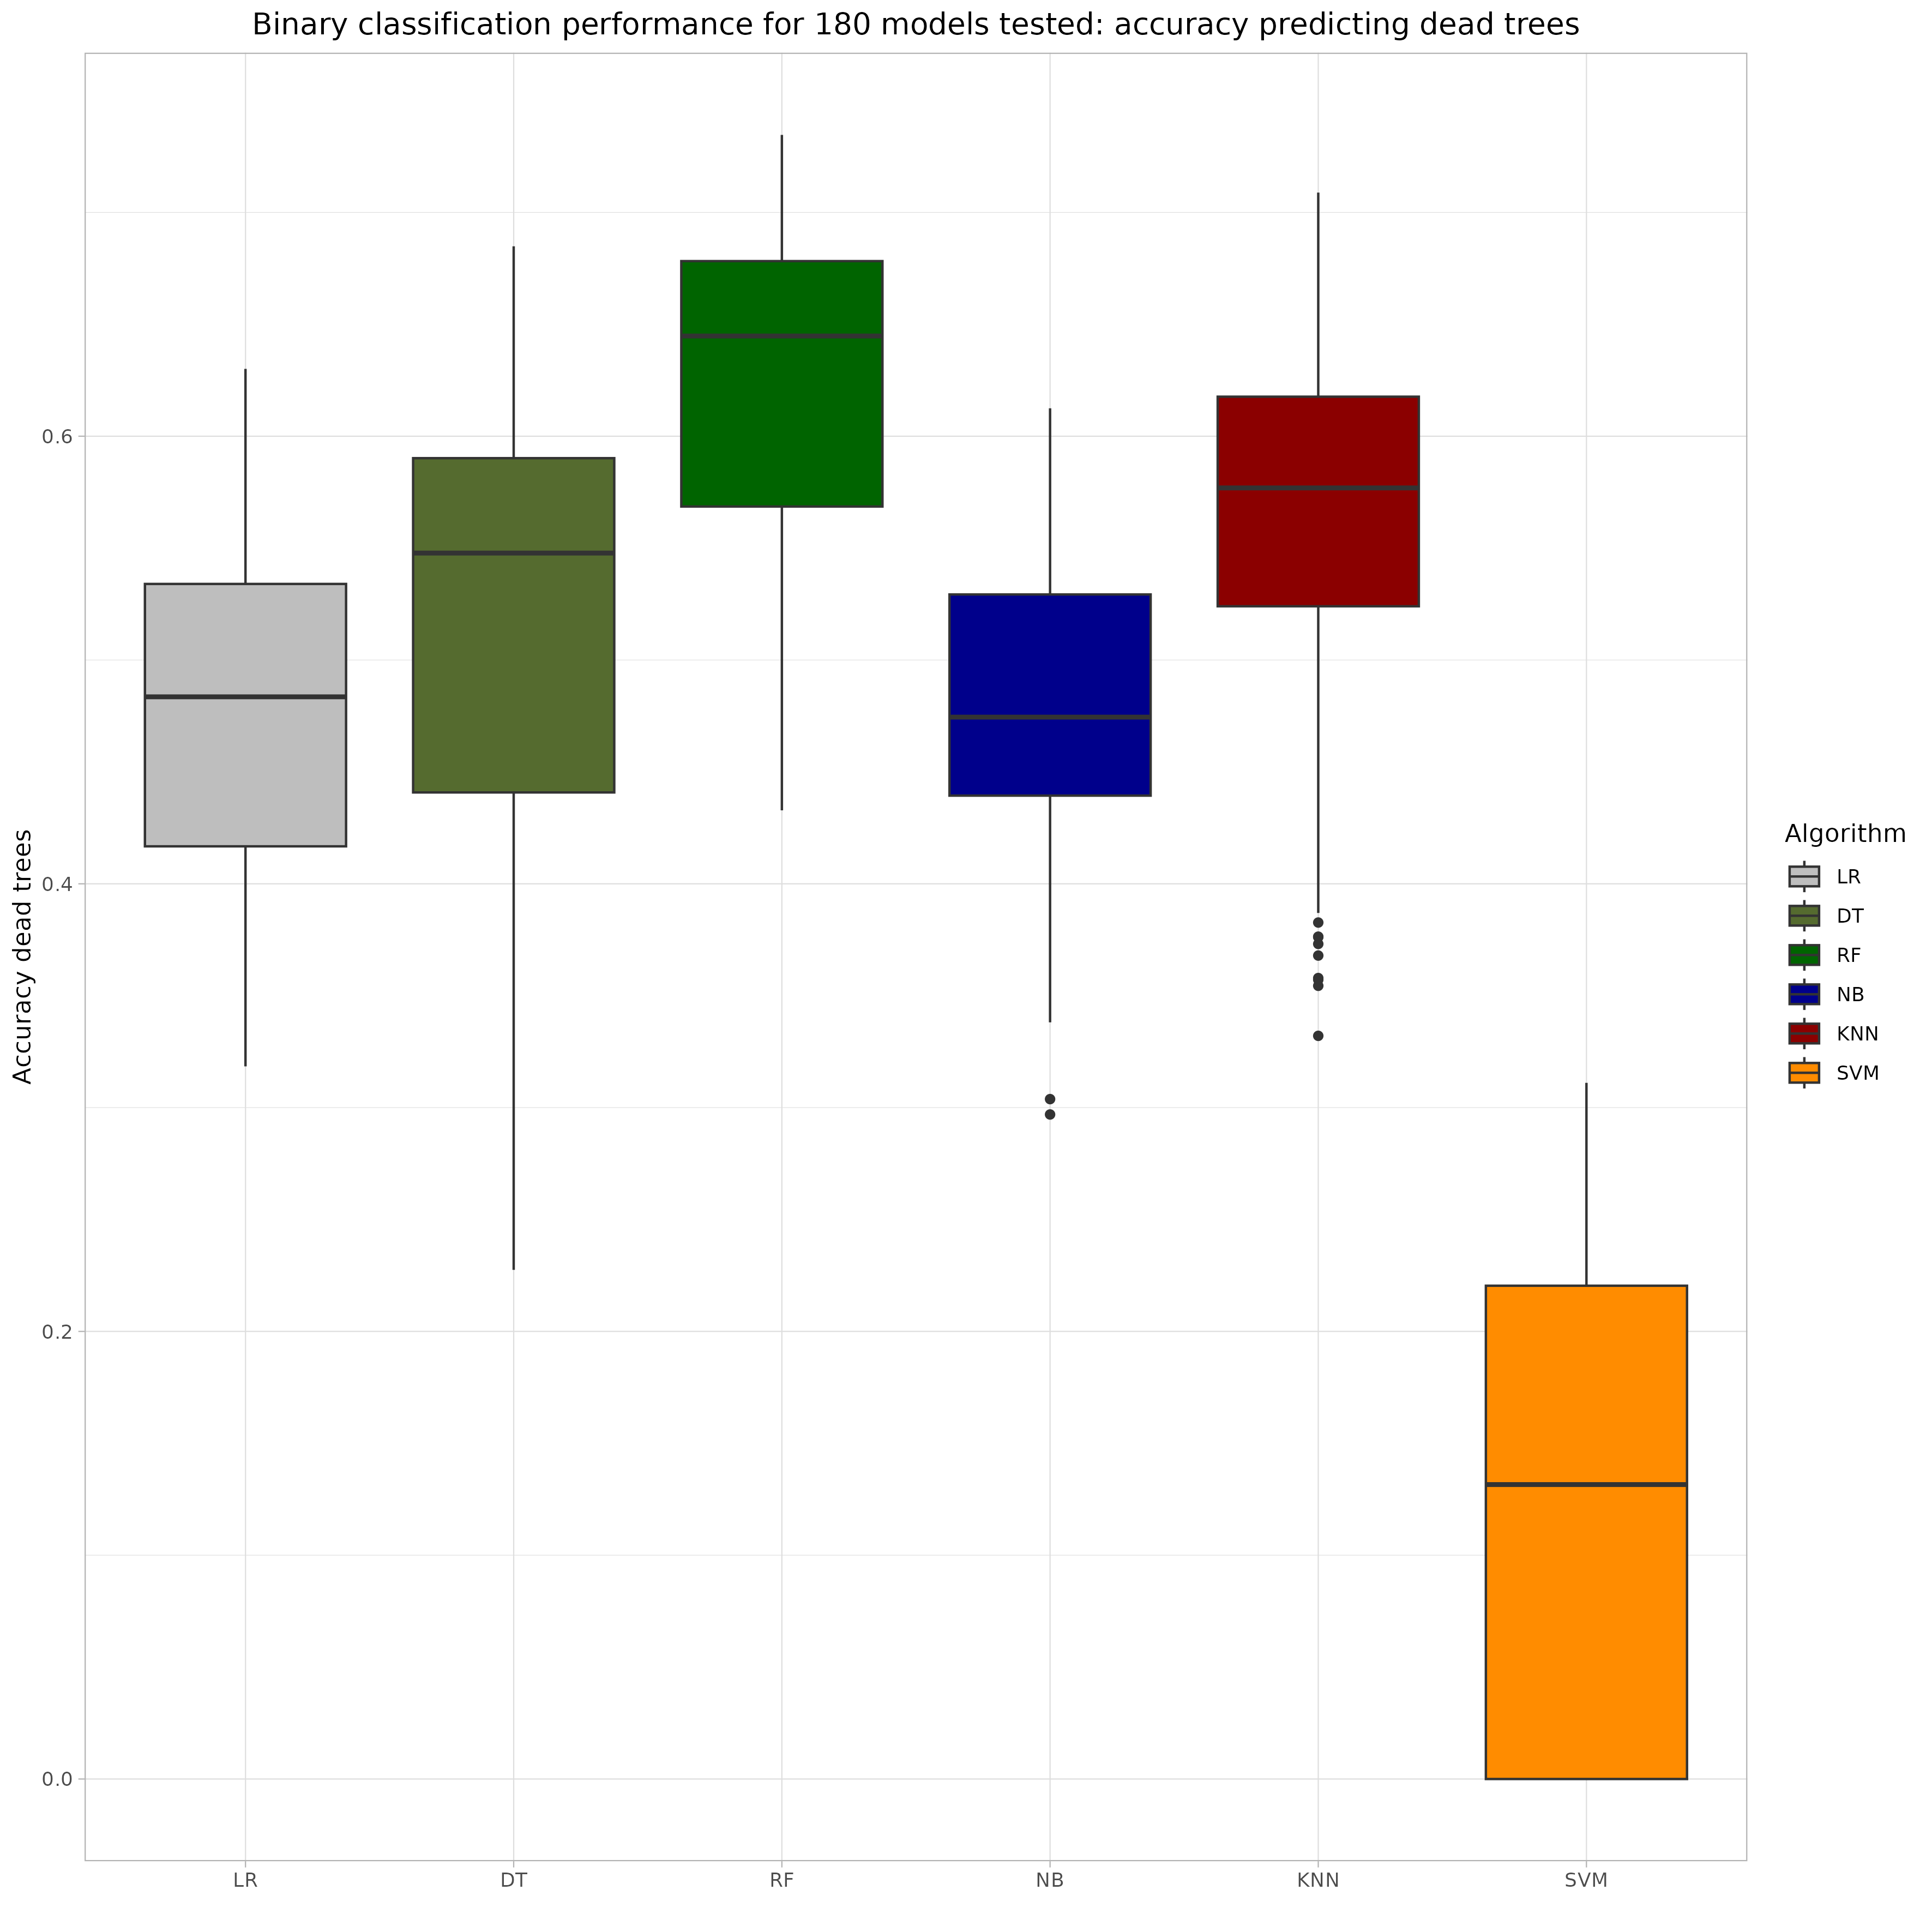 Binary classification performance for 180 models tested: accuracy predicting dead trees
Accuracy dead trees
0.6
0.4
0.2
0.0
LR
DT
RF
NB
KNN
SVM
Algorithm
LR
DT
RF
NB
KNN
SVM